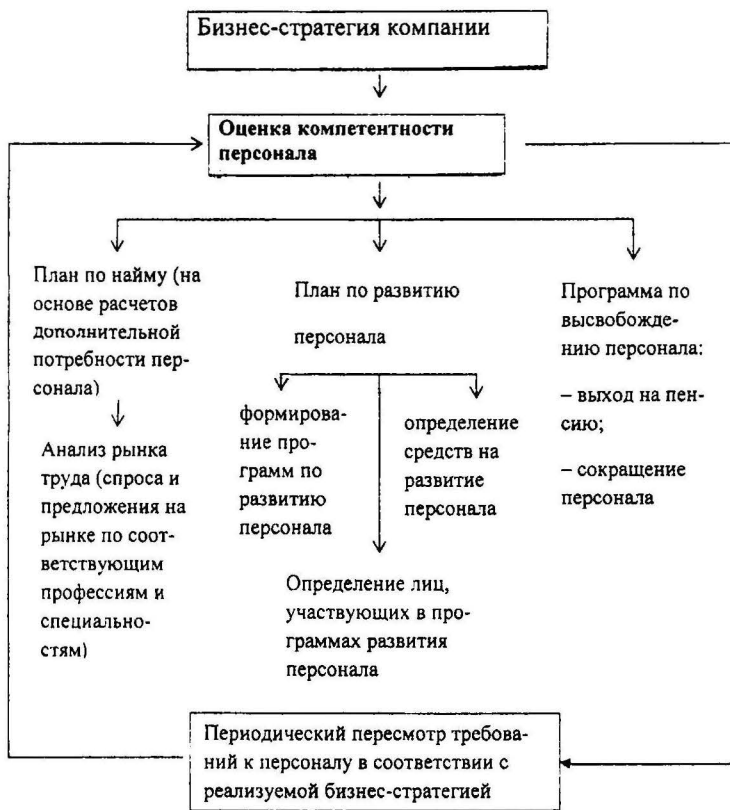 Бизнес-стратегия компании
Оценка компетентности
персонала
План по найму (на
основе расчетов
дополнительной
потребности пер-
сонала)
Анализ рынка
труда (спроса и
предложения на
рынке по соот-
ветствующим
профессиям и
специально-
стям)
План по развитию
персонала
формирова-
ние про-
грамм по
развитию
персонала
определение
средств на
развитие
персонала
Определение лиц,
участвующих в про-
граммах развития
персонала
Программа по
высвобожде-
нию персонала:
– выход на пен-
сию;
– сокращение
персонала
Периодический пересмотр требова-
ний к персоналу в соответствии с
реализуемой бизнес-стратегией